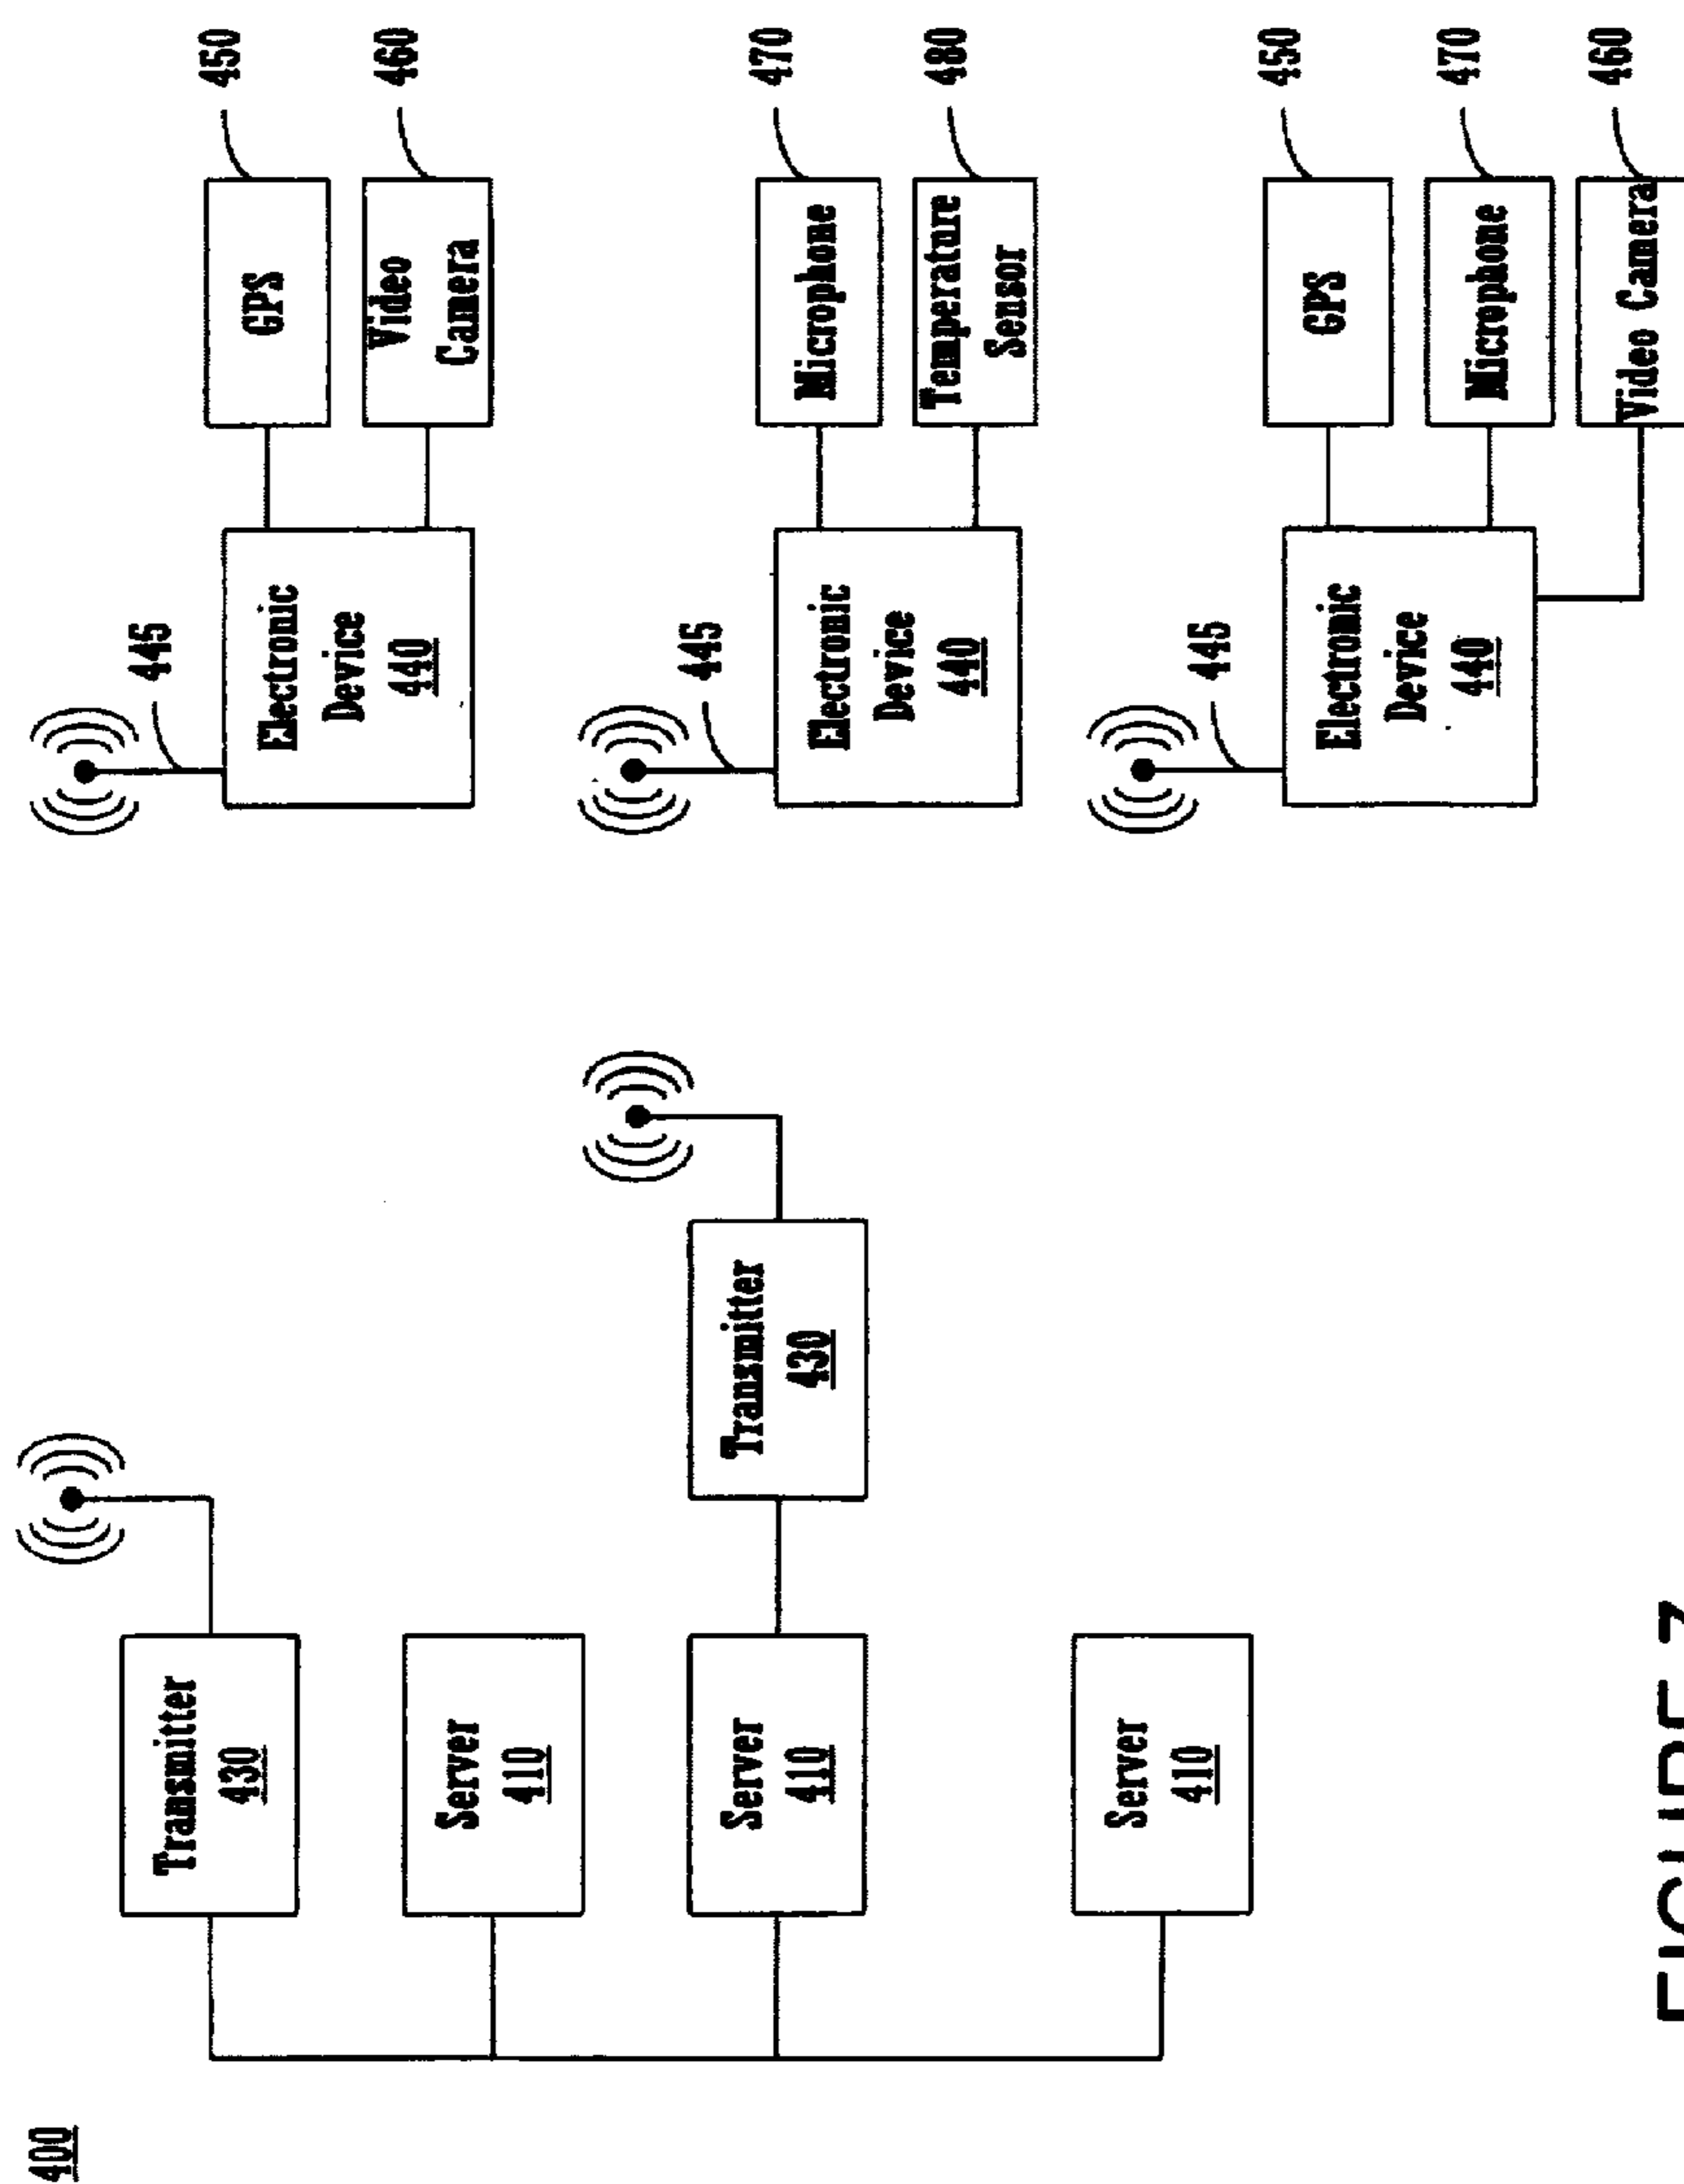 400
Transmitter
430
Server
410
Server
410
Transmitter
430
Server
410
445
Electronic
Device
440
GPS
450
Video
Camera
460
445
Electronic
Device
440
Microphone
470
Temperature
Sensor
480
445
Electronic
Device
440
GPS
450
Microphone
470
Video Camera
460
FIGURE